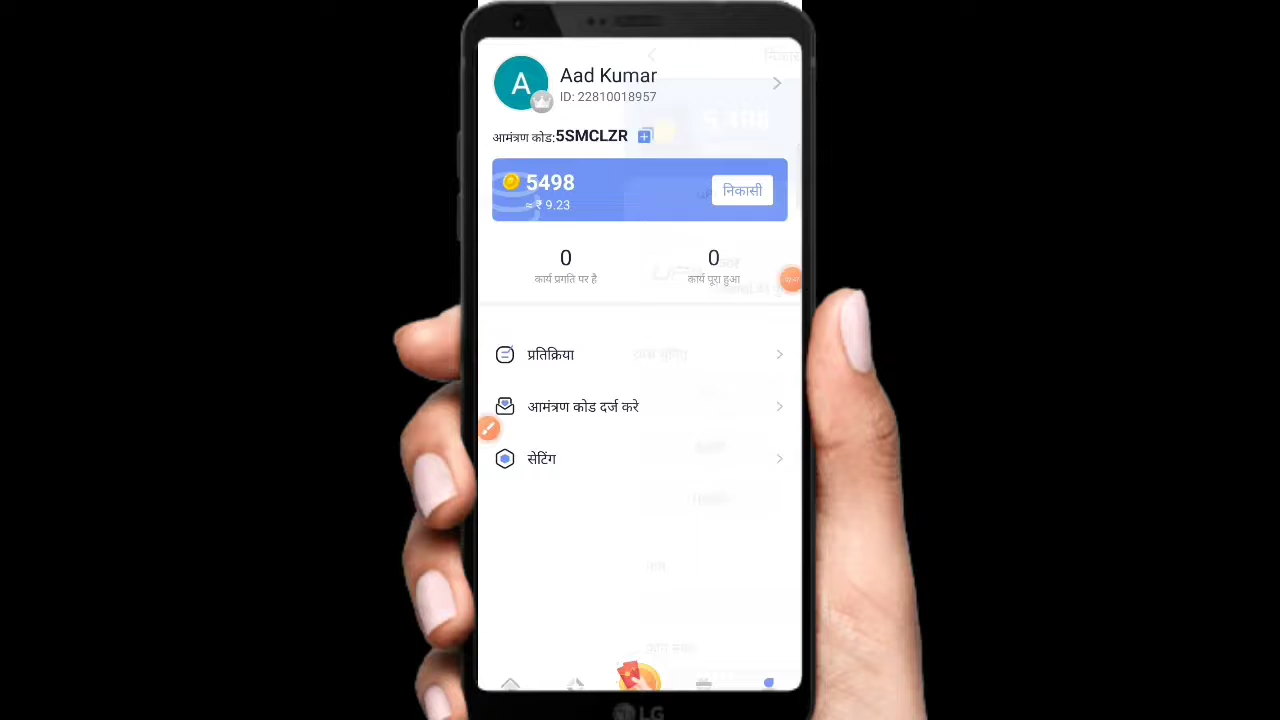 A
Aad Kumar
ID: 22810018957
आमंत्रण कोड:5SMCLZR
5498
≈ ₹ 9.23
निकासी
0
0
कार्य प्रगति पर है
कार्य पूरा हुआ
प्रतिक्रिया
आमंत्रण कोड दर्ज करे
सेटिंग
LG